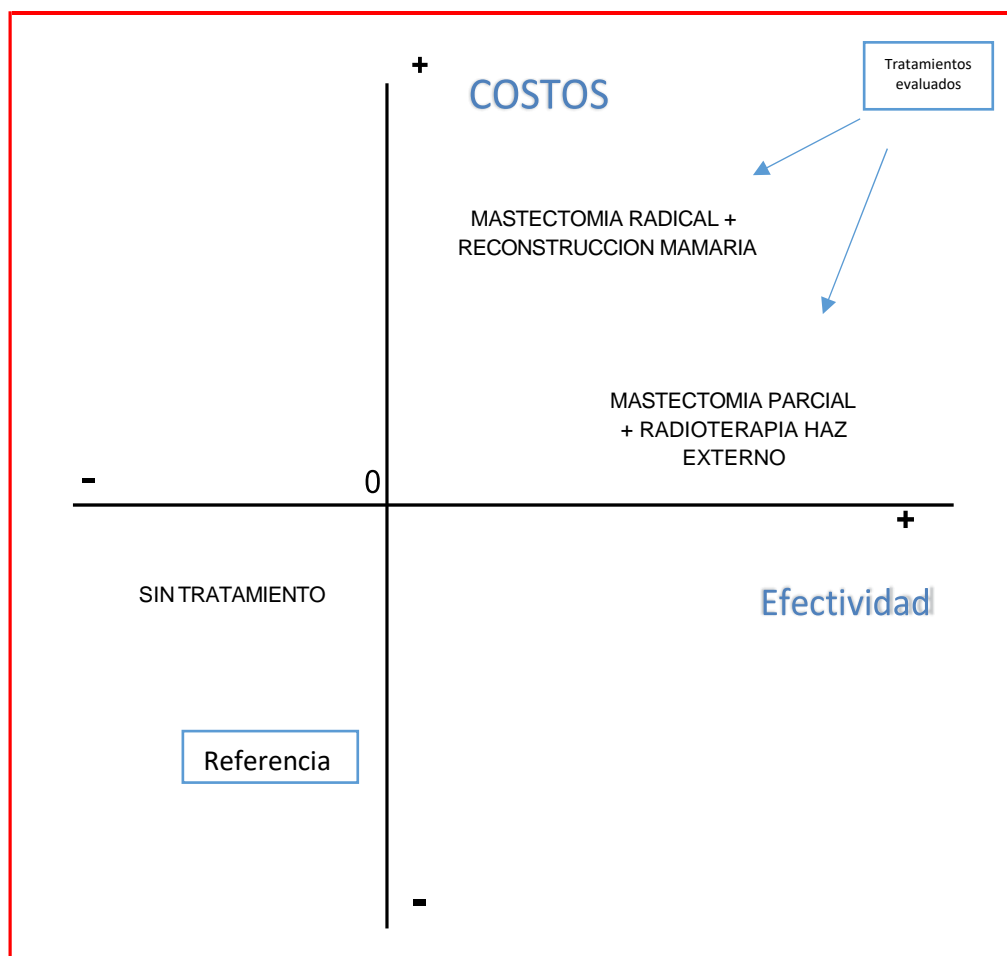 +
COSTOS
Tratamientos
evaluados
MASTECTOMIA RADICAL +
RECONSTRUCCION MAMARIA
MASTECTOMIA PARCIAL
+ RADIOTERAPIA HAZ
EXTERNO
-
0
+
SIN TRATAMIENTO
Efectividad
Referencia
-